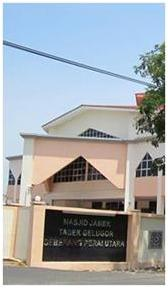 MASJID JAMEK
TASEK GELUGOR
SEBERANG PERAI UTARA